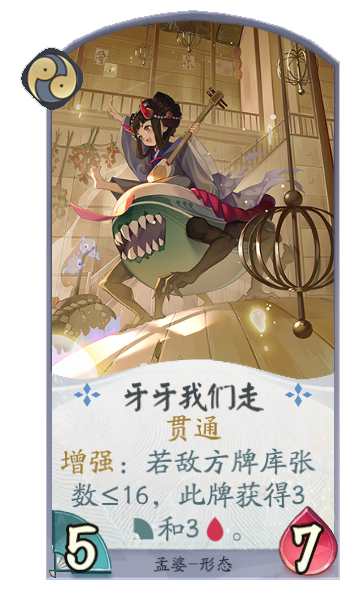 牙牙我们走
贯通
增强：若敌方牌库张
数≤16，此牌获得3
和3。
5
孟婆-形态
7